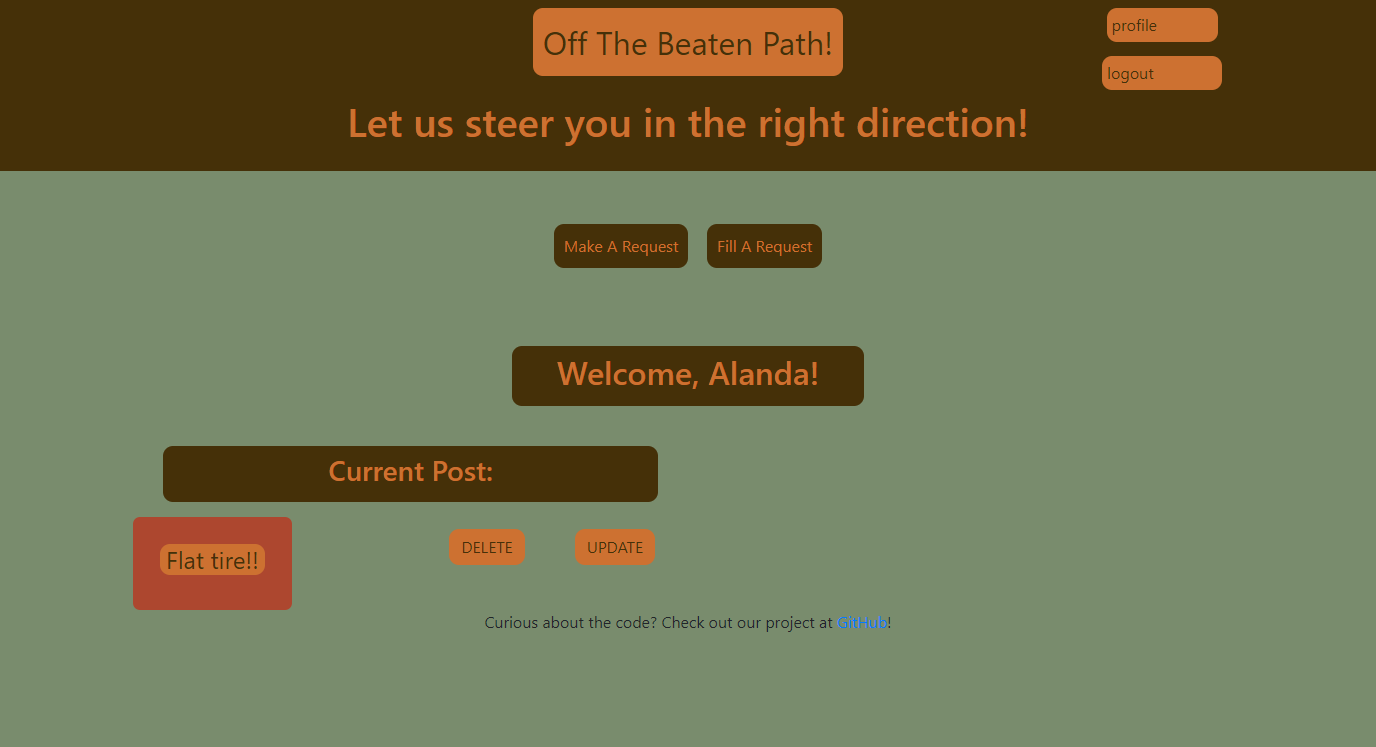 Off The Beaten Path!
profile
logout
Let us steer you in the right direction!
Make A Request
Fill A Request
Welcome, Alanda!
Current Post:
Flat tire!!
DELETE
UPDATE
Curious about the code? Check out our project at GitHub!